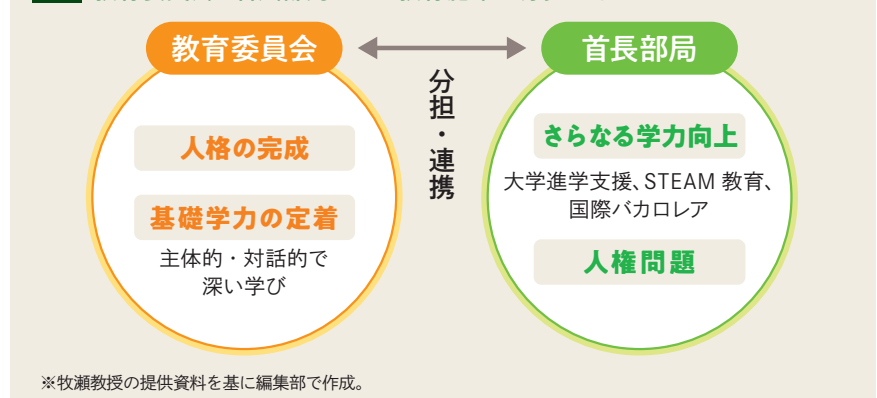 教育委員会
首長部局
分担・連携
人格の完成
基礎学力の定着
主体的・対話的で
深い学び
さらなる学力向上
大学進学支援、STEAM 教育、
国際バカロレア
人権問題
※牧瀬教授の提供資料を基に編集部で作成。